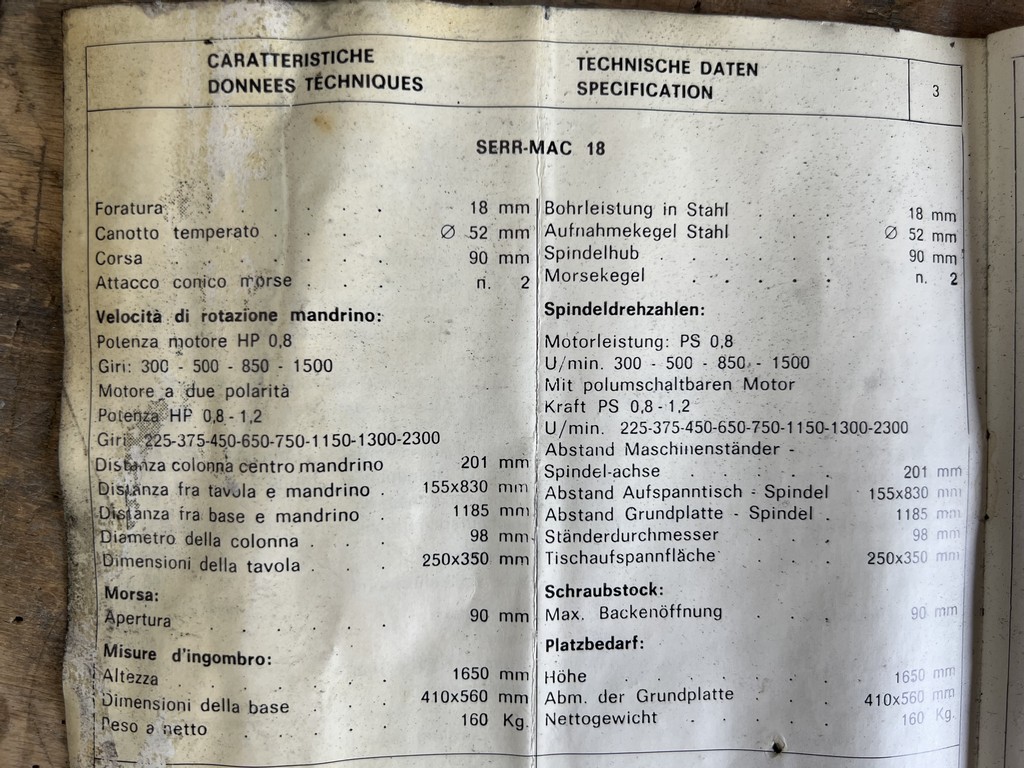 CARATTERISTICHE
DONNEES TÉCHNIQUES
TECHNISCHE DATEN
SPECIFICATION
3
SERR-MAC 18
Foratura . . . . 18 mm
Canotto temperato . . . . Ø 52 mm
Corsa . . . . . 90 mm
Attacco conico morse . . . n. 2
Velocità di rotazione mandrino:
Potenza motore HP 0,8
Giri: 300 - 500 - 850 - 1500
Motore a due polarità
Potenza HP 0,8 - 1,2
Giri: 225-375-450-650-750-1150-1300-2300
Distanza colonna centro mandrino 201 mm
Distanza fra tavola e mandrino . 155x830 mm
Distanza fra base e mandrino . 1185 mm
Diametro della colonna . . . 98 mm
Dimensioni della tavola . . . 250x350 mm
Morsa:
Apertura . . . . 90 mm
Misure d'ingombro:
Altezza . . . . . 1650 mm
Dimensioni della base . . . 410x560 mm
Peso a netto . . . . 160 Kg.
Bohrleistung in Stahl . . . 18 mm
Aufnahmekegel Stahl . . . Ø 52 mm
Spindelhub . . . . . 90 mm
Morsekegel . . . . . n. 2
Spindeldrehzahlen:
Motorleistung: PS 0,8
U/min. 300 - 500 - 850 - 1500
Mit polumschaltbaren Motor
Kraft PS 0,8 - 1,2
U/min. 225-375-450-650-750-1150-1300-2300
Abstand Maschinenständer -
Spindel-achse . . . . 201 mm
Abstand Aufspanntisch - Spindel 155x830 mm
Abstand Grundplatte - Spindel . 1185 mm
Ständerdurchmesser . . . 98 mm
Tischaufspannfläche . . . 250x350 mm
Schraubstock:
Max. Backenöffnung . . . 90 mm
Platzbedarf:
Höhe . . . . . 1650 mm
Abm. der Grundplatte . . . 410x560 mm
Nettogewicht . . . . 160 Kg.